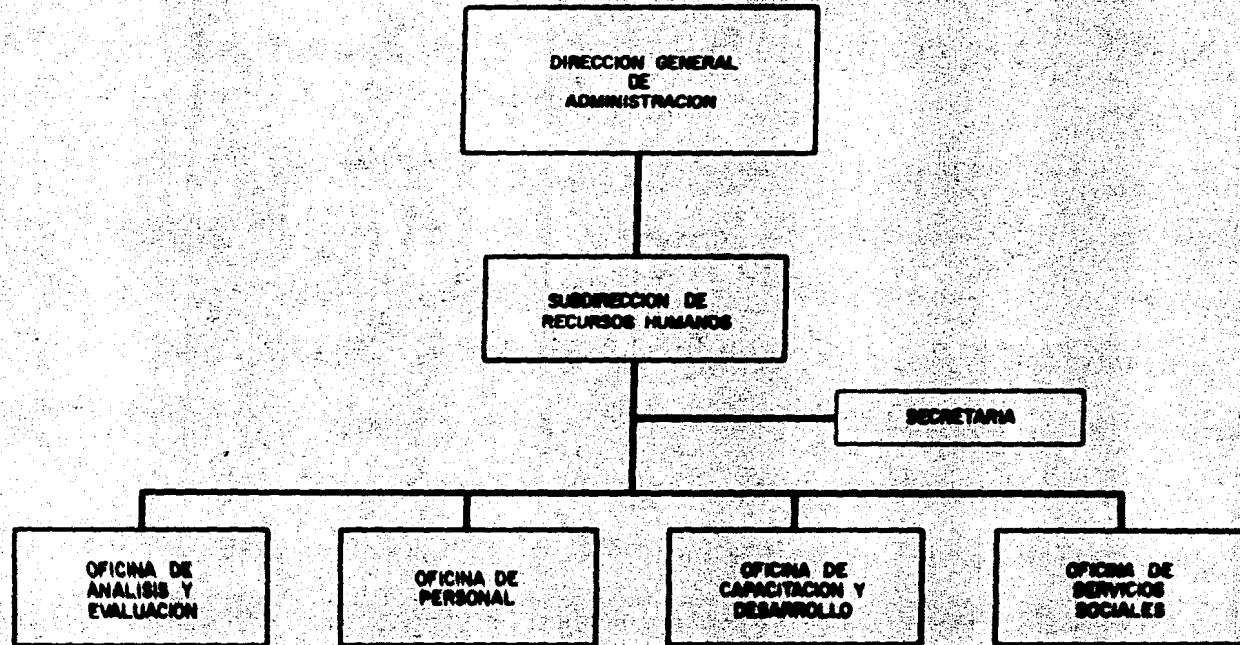 DIRECCION GENERAL
DE
ADMINISTRACION
SUBDIRECCION DE
RECURSOS HUMANOS
SECRETARIA
OFICINA DE
ANALISIS Y
EVALUACION
OFICINA DE
PERSONAL
OFICINA DE
CAPACITACION Y
DESARROLLO
OFICINA DE
SERVICIOS
SOCIALES